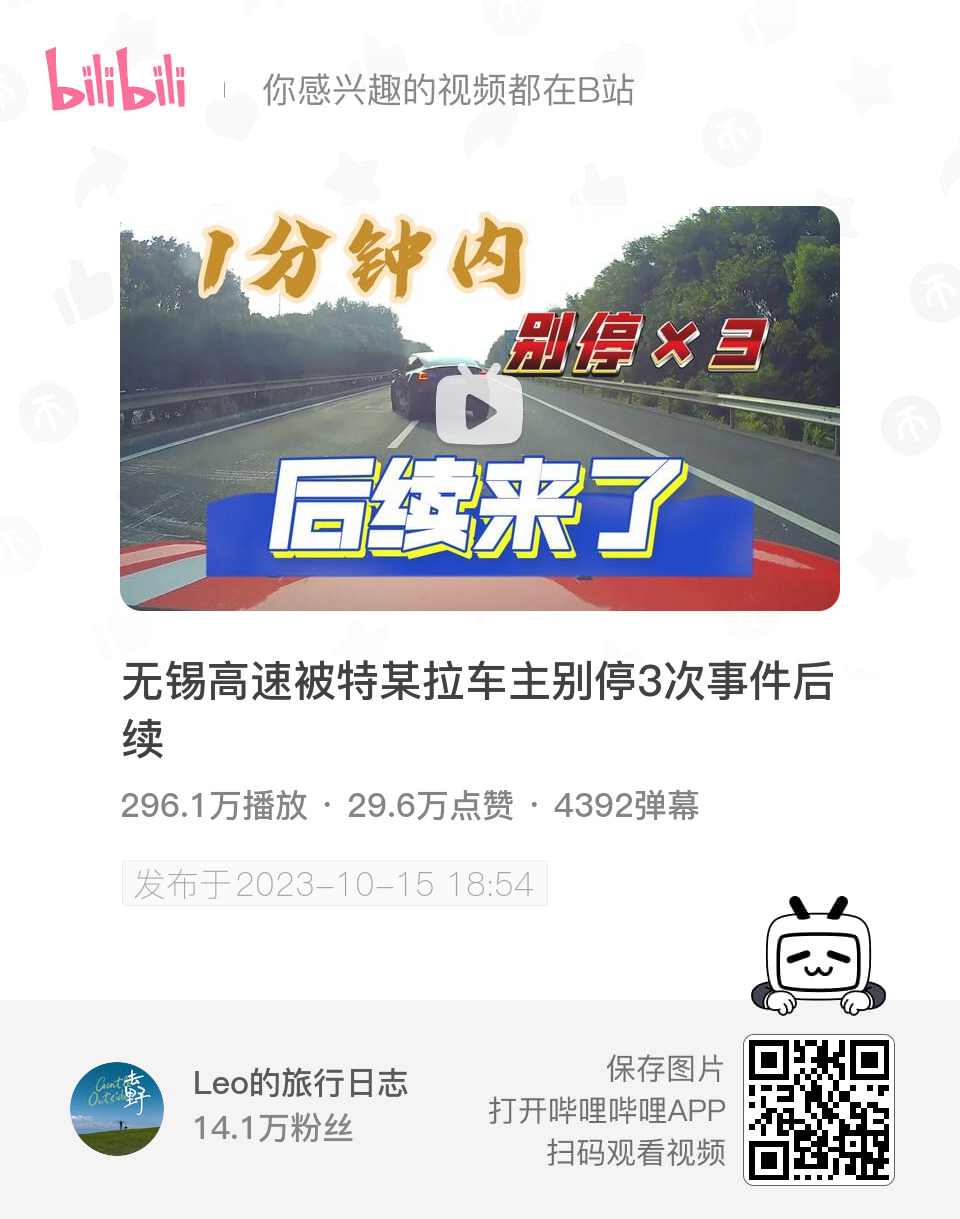 bilibili
你感兴趣的视频都在B站
1分钟内
别停×3
后续来了
无锡高速被特某拉车主别停3次事件后
续
296.1万播放 · 29.6万点赞 · 4392弹幕
发布于2023-10-15 18:54
Leo的旅行日志
14.1万粉丝
保存图片
打开哔哩哔哩APP
扫码观看视频